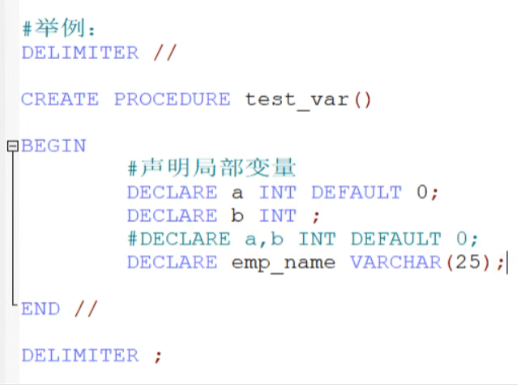 #举例：
DELIMITER //
CREATE PROCEDURE test_var()
BEGIN
#声明局部变量
DECLARE a INT DEFAULT 0;
DECLARE b INT ;
#DECLARE a,b INT DEFAULT 0;
DECLARE emp_name VARCHAR(25);
END //
DELIMITER ;